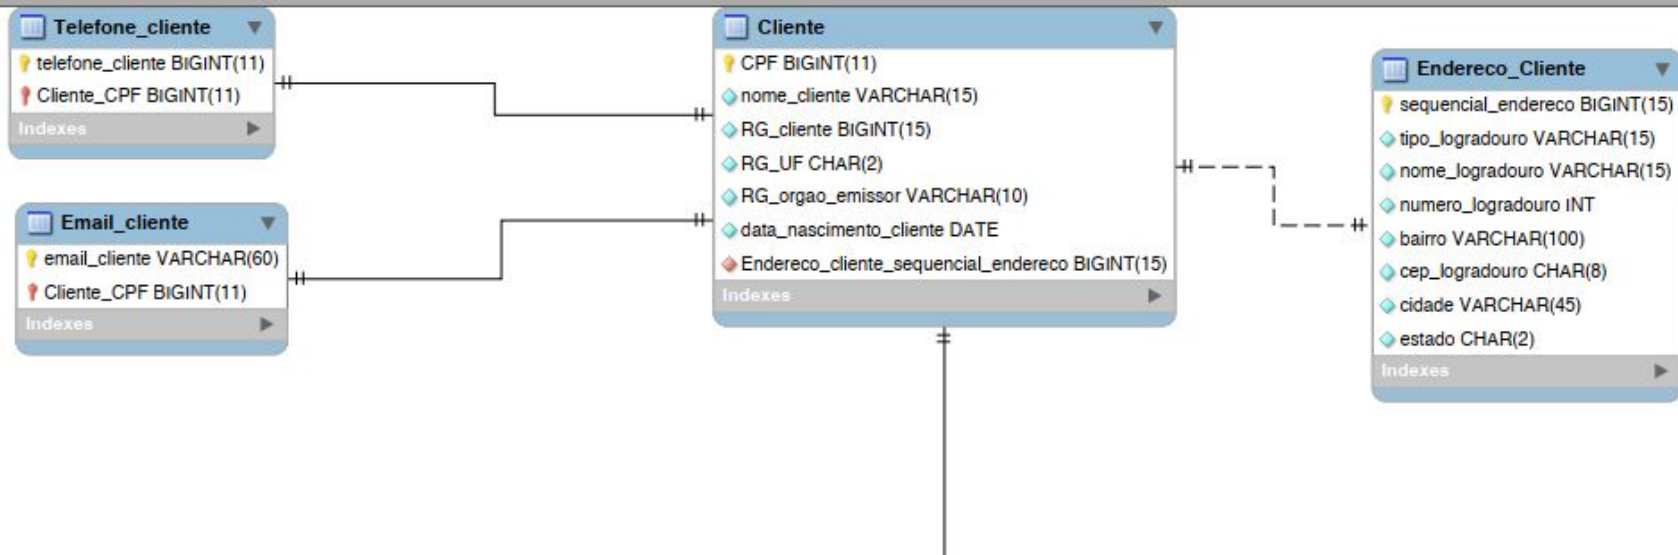 Telefone_cliente
telefone_cliente BIGINT(11)
Cliente_CPF BIGINT(11)
Indexes
Email_cliente
email_cliente VARCHAR(60)
Cliente_CPF BIGINT(11)
Indexes
Cliente
CPF BIGINT(11)
nome_cliente VARCHAR(15)
RG_cliente BIGINT(15)
RG_UF CHAR(2)
RG_orgao_emissor VARCHAR(10)
data_nascimento_cliente DATE
Endereco_cliente_sequencial_endereco BIGINT(15)
Indexes
Endereco_Cliente
sequencial_endereco BIGINT(15)
tipo_logradouro VARCHAR(15)
nome_logradouro VARCHAR(15)
numero_logradouro INT
bairro VARCHAR(100)
cep_logradouro CHAR(8)
cidade VARCHAR(45)
estado CHAR(2)
Indexes